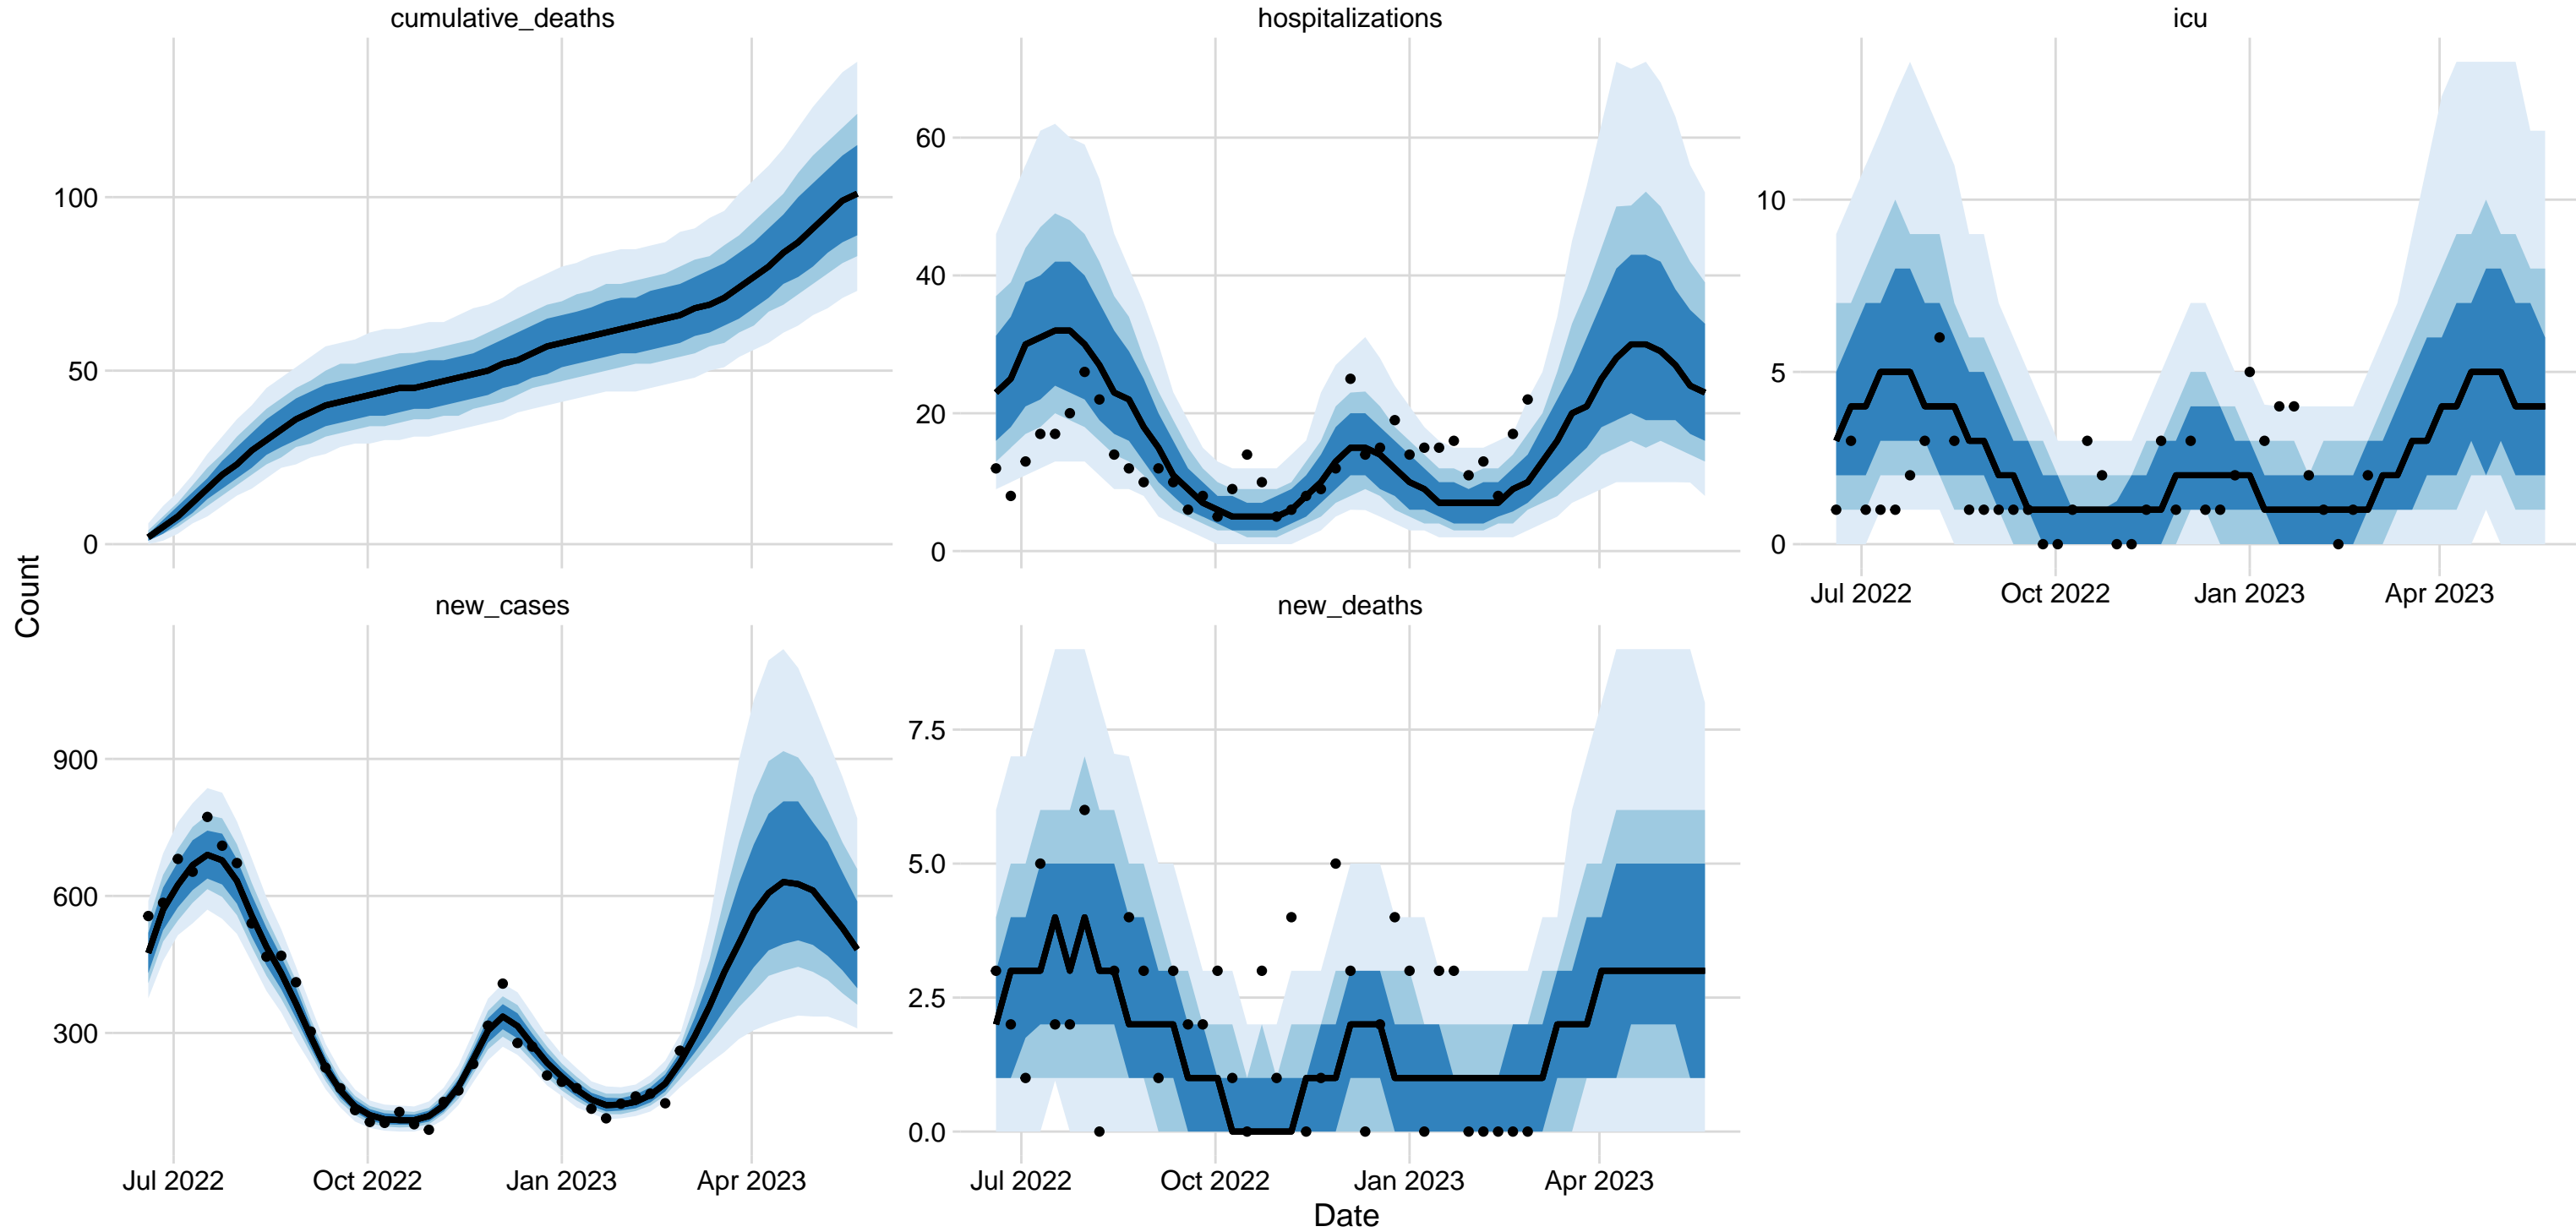 cumulative_deaths
hospitalizations
icu
100
50
0
60
40
20
0
10
5
0
Jul 2022
Oct 2022
Jan 2023
Apr 2023
Count
new_cases
new_deaths
900
600
300
7.5
5.0
2.5
0.0
Jul 2022
Oct 2022
Jan 2023
Apr 2023
Jul 2022
Oct 2022
Jan 2023
Apr 2023
Date